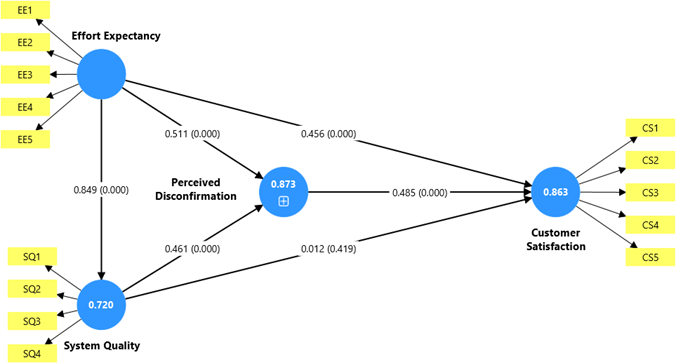 EE1
Effort Expectancy
EE2
EE3
EE4
EE5
0.511 (0.000)
0.456 (0.000)
CS1
CS2
0.849 (0.000)
Perceived
Disconfirmation
0.873
0.485 (0.000)
0.863
CS3
CS4
Customer
Satisfaction
CS5
0.461 (0.000)
0.012 (0.419)
SQ1
SQ2
0.720
SQ3
SQ4
System Quality